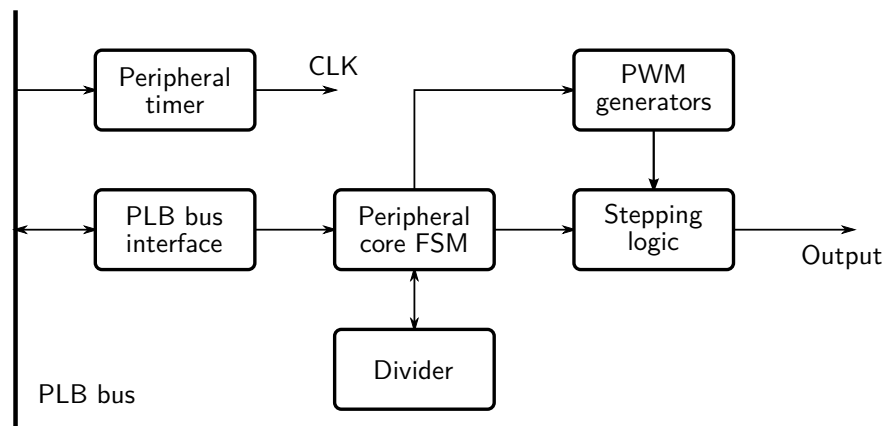 Peripheral
timer
CLK
PWM
generators
PLB bus
interface
Peripheral
core FSM
Stepping
logic
Output
Divider
PLB bus